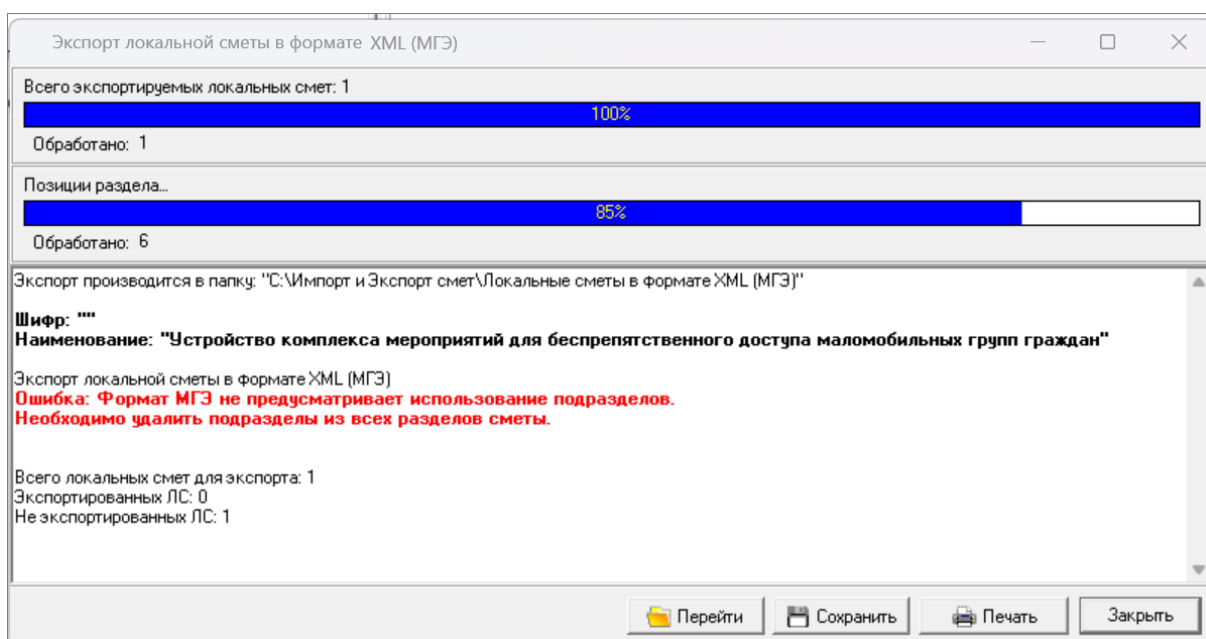 Экспорт локальной сметы в формате XML (МГЭ)
Всего экспортируемых локальных смет: 1
100%
Обработано: 1
Позиции раздела...
85%
Обработано: 6
Экспорт производится в папку: "C:\Импорт и Экспорт смет\Локальные сметы в формате XML (МГЭ)"
Шифр: ""
Наименование: "Устройство комплекса мероприятий для беспрепятственного доступа маломобильных групп граждан"
Экспорт локальной сметы в формате XML (МГЭ)
Ошибка: Формат МГЭ не предусматривает использование подразделов.
Необходимо удалить подразделы из всех разделов сметы.
Всего локальных смет для экспорта: 1
Экспортированных ЛС: 0
Не экспортированных ЛС: 1
Перейти Сохранить Печать Закрыть